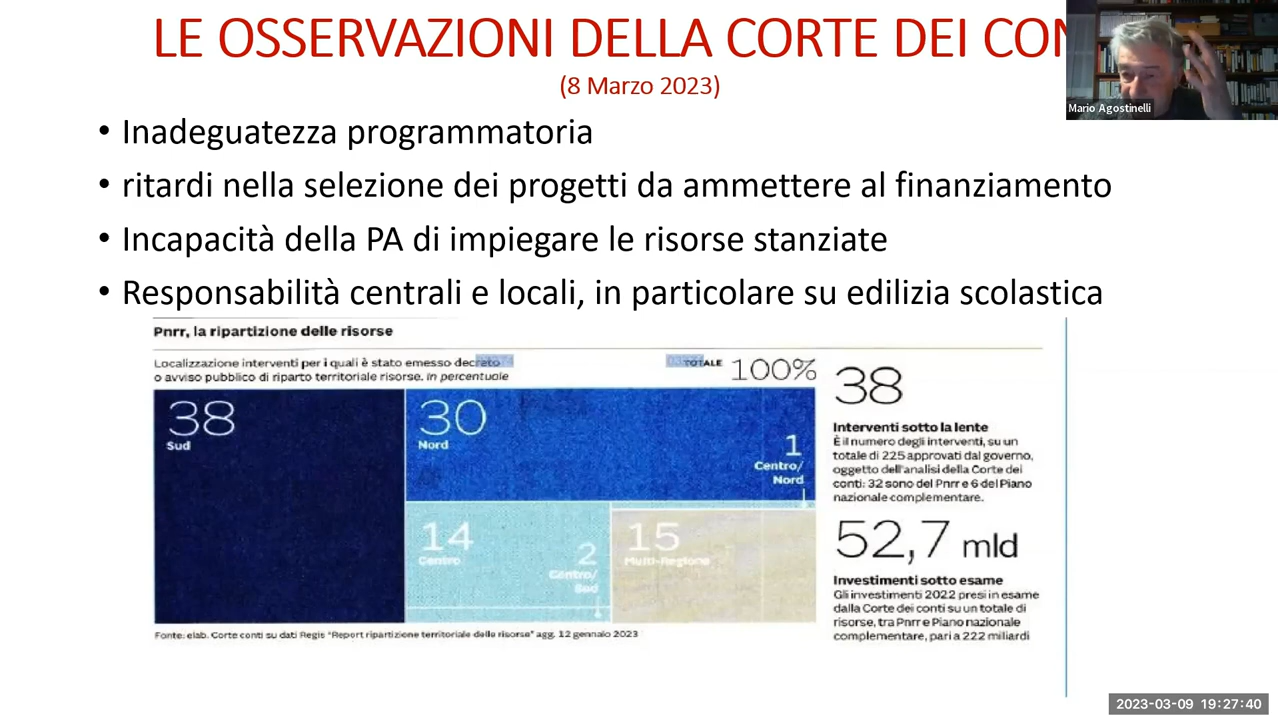 LE OSSERVAZIONI DELLA CORTE DEI CON
(8 Marzo 2023)
Mario Agostinelli
• Inadeguatezza programmatoria
• ritardi nella selezione dei progetti da ammettere al finanziamento
• Incapacità della PA di impiegare le risorse stanziate
• Responsabilità centrali e locali, in particolare su edilizia scolastica
Pnrr, la ripartizione delle risorse
Localizzazione interventi per i quali è stato emesso decreto
o avviso pubblico di riparto territoriale risorse. In percentuale
TOTALE 100%
38
Sud
30
Nord
1
Centro/
Nord
14
Centro
2
Centro/
Sud
15
Multi-Regione
Fonte: elab. Corte conti su dati Regis "Report ripartizione territoriale delle risorse" agg. 12 gennaio 2023
38
Interventi sotto la lente
È il numero degli interventi, su un
totale di 225 approvati dal governo,
oggetto dell'analisi della Corte dei
conti: 32 sono del Pnrr e 6 del Piano
nazionale complementare.
52,7 mld
Investimenti sotto esame
Gli investimenti 2022 presi in esame
dalla Corte dei conti su un totale di
risorse, tra Pnrr e Piano nazionale
complementare, pari a 222 miliardi
2023-03-09 19:27:40